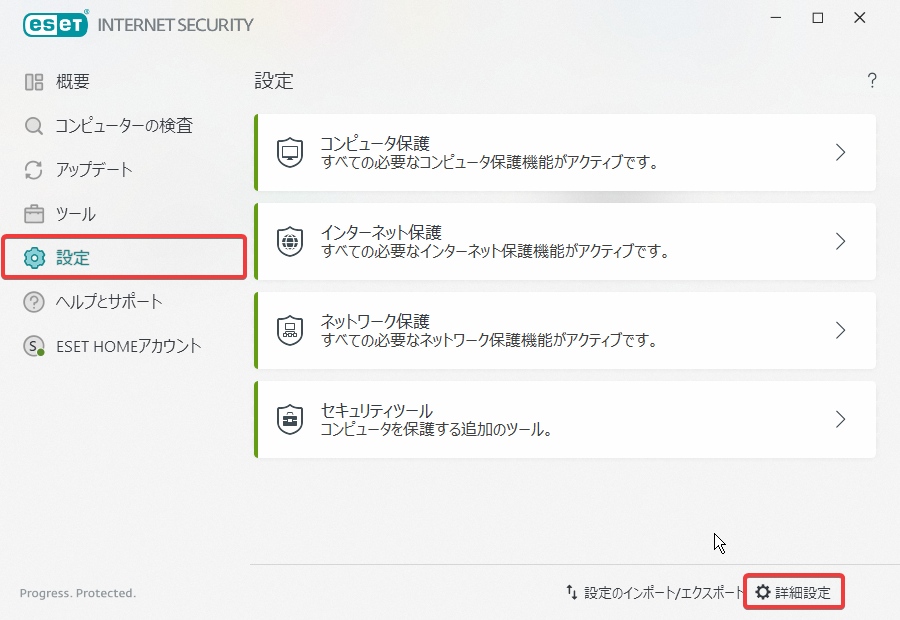 eset® INTERNET SECURITY
概要
コンピューターの検査
アップデート
ツール
設定
ヘルプとサポート
S ESET HOMEアカウント
設定 ?
コンピュータ保護
すべての必要なコンピュータ保護機能がアクティブです。
インターネット保護
すべての必要なインターネット保護機能がアクティブです。
ネットワーク保護
すべての必要なネットワーク保護機能がアクティブです。
セキュリティツール
コンピュータを保護する追加のツール。
Progress. Protected.
設定のインポート/エクスポート
詳細設定